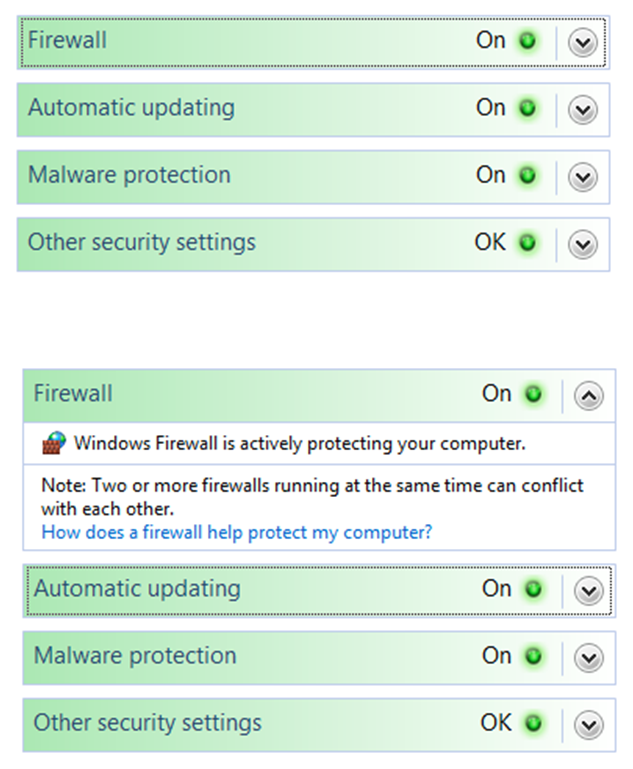 Firewall On
Automatic updating On
Malware protection On
Other security settings OK
Firewall On
Windows Firewall is actively protecting your computer.
Note: Two or more firewalls running at the same time can conflict
with each other.
How does a firewall help protect my computer?
Automatic updating On
Malware protection On
Other security settings OK